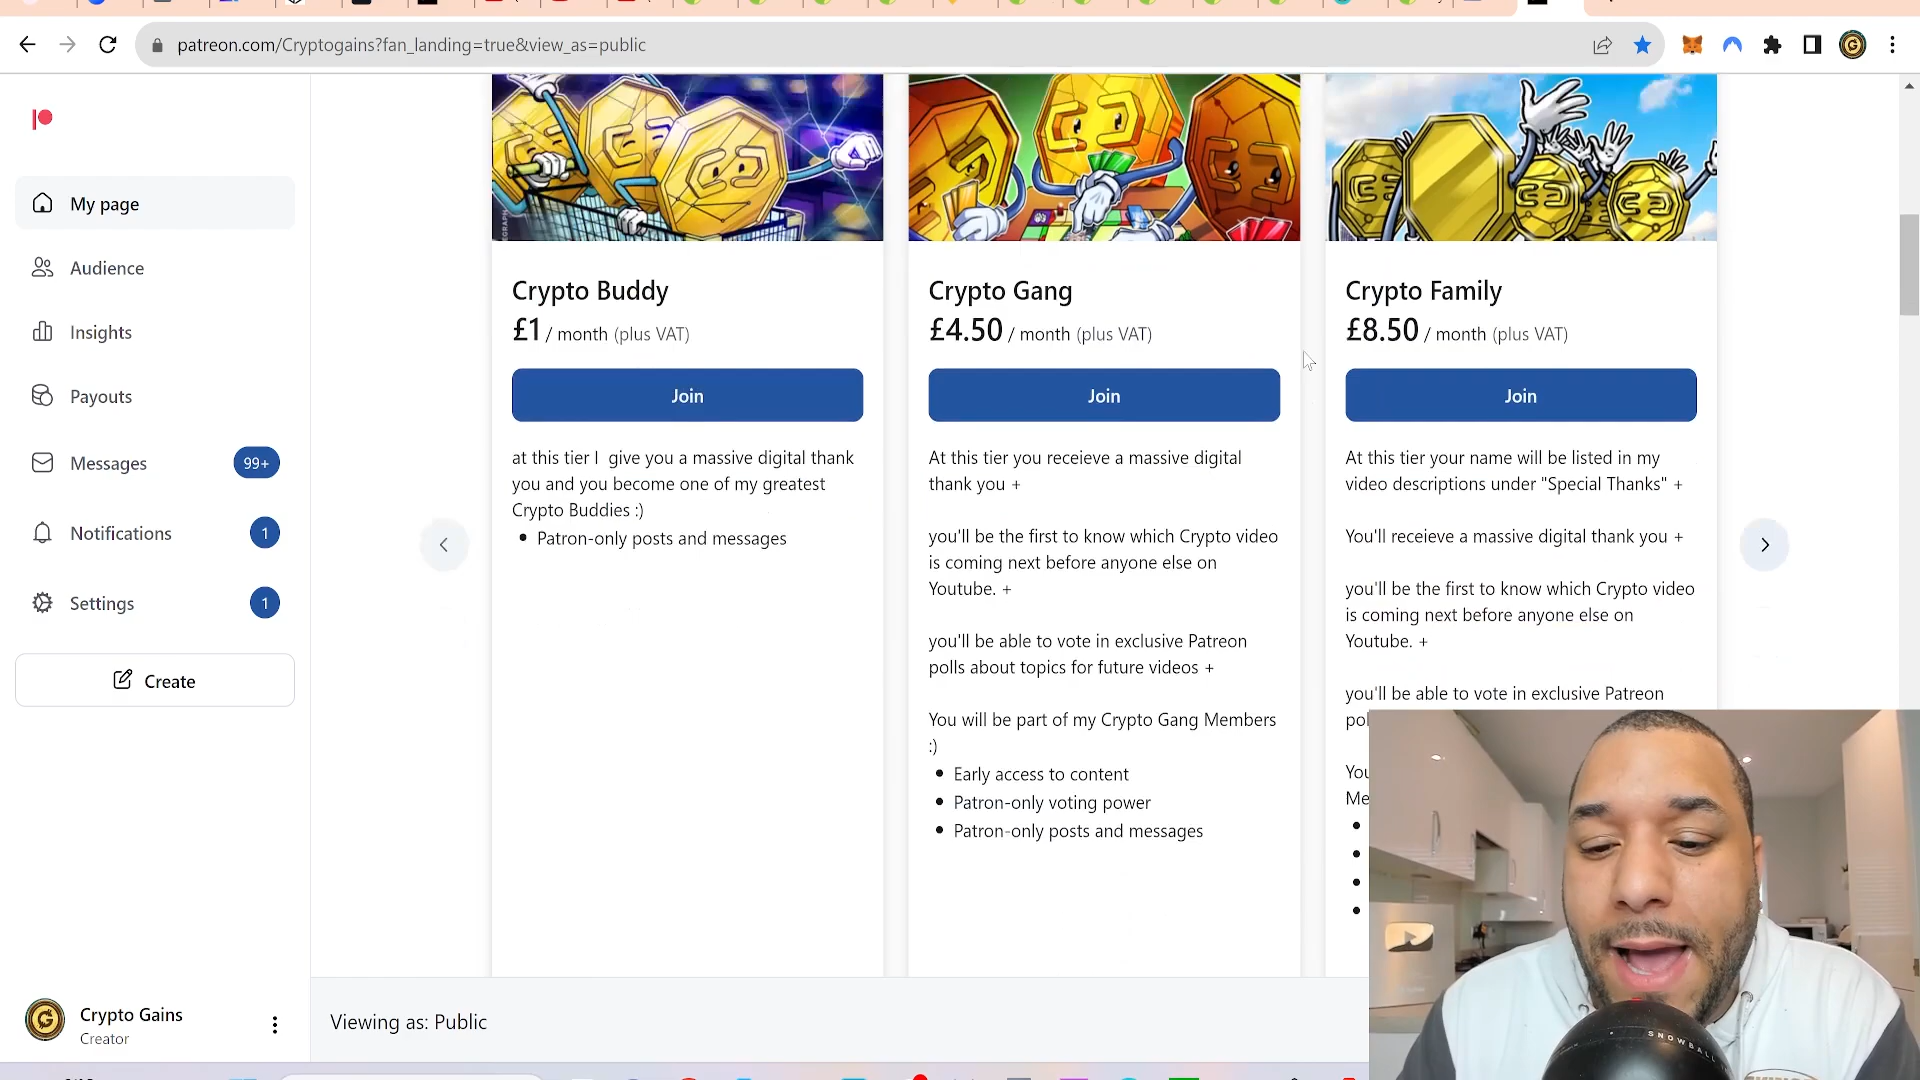 patreon.com/Cryptogains?fan_landing=true&view_as=public
My page
Audience
Insights
Payouts
Messages
99+
Notifications
1
Settings
1
Create
Crypto Gains
Creator
Crypto Buddy
£1 / month (plus VAT)
Join
at this tier I give you a massive digital thank
you and you become one of my greatest
Crypto Buddies :)
• Patron-only posts and messages
Crypto Gang
£4.50 / month (plus VAT)
Join
At this tier you receieve a massive digital
thank you +
you'll be the first to know which Crypto video
is coming next before anyone else on
Youtube. +
you'll be able to vote in exclusive Patreon
polls about topics for future videos +
You will be part of my Crypto Gang Members
:)
• Early access to content
• Patron-only voting power
• Patron-only posts and messages
Crypto Family
£8.50 / month (plus VAT)
Join
At this tier your name will be listed in my
video descriptions under "Special Thanks" +
You'll receieve a massive digital thank you +
you'll be the first to know which Crypto video
is coming next before anyone else on
Youtube. +
you'll be able to vote in exclusive Patreon
Viewing as: Public
SNOWBALL